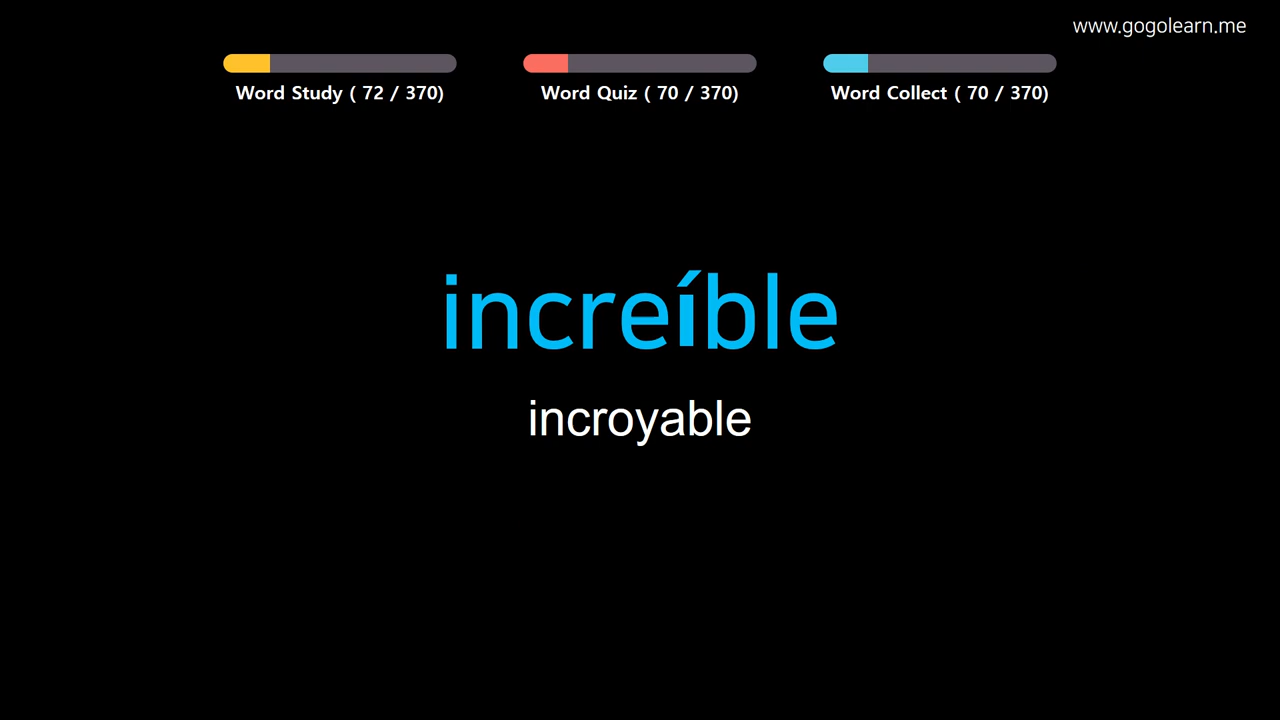 www.gogolearn.me
Word Study ( 72 / 370)
Word Quiz ( 70 / 370)
Word Collect ( 70 / 370)
increíble
incroyable